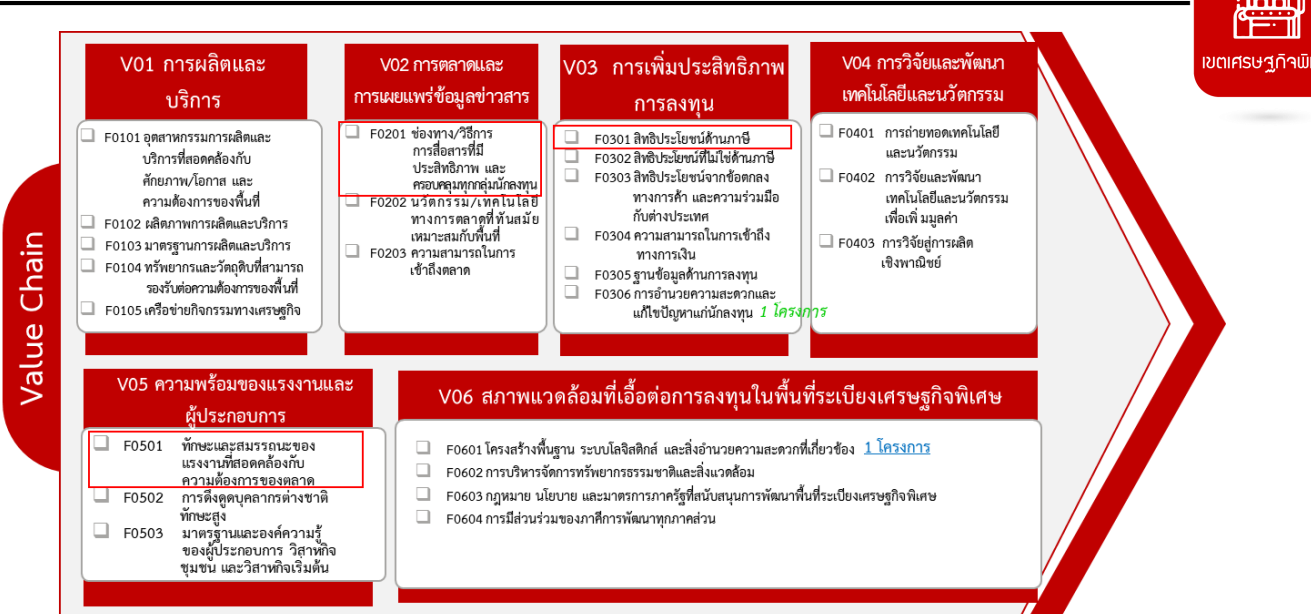 เขตเศรษฐกิจพิ
Value Chain
V01 การผลิตและ
บริการ
F0101 อุตสาหกรรมการผลิตและ
บริการที่สอดคล้องกับ
ศักยภาพ/โอกาส และ
ความต้องการของพื้นที่
F0102 ผลิตภาพการผลิตและบริการ
F0103 มาตรฐานการผลิตและบริการ
F0104 ทรัพยากรและวัตถุดิบที่สามารถ
รองรับต่อความต้องการของพื้นที่
F0105 เครือข่ายกิจกรรมทางเศรษฐกิจ
V02 การตลาดและ
การเผยแพร่ข้อมูลข่าวสาร
F0201 ช่องทาง/วิธีการ
การสื่อสารที่มี
ประสิทธิภาพ และ
ครอบคลุมทุกกลุ่มนักลงทุน
F0202 นวัตกรรม/เทคโนโลยี
ทางการตลาดที่ทันสมัย
เหมาะสมกับพื้นที่
F0203 ความสามารถในการ
เข้าถึงตลาด
V03 การเพิ่มประสิทธิภาพ
การลงทุน
F0301 สิทธิประโยชน์ด้านภาษี
F0302 สิทธิประโยชน์ที่ไม่ใช่ด้านภาษี
F0303 สิทธิประโยชน์จากข้อตกลง
ทางการค้า และความร่วมมือ
กับต่างประเทศ
F0304 ความสามารถในการเข้าถึง
ทางการเงิน
F0305 ฐานข้อมูลด้านการลงทุน
F0306 การอำนวยความสะดวกและ
แก้ไขปัญหาแก่นักลงทุน 1 โครงการ
V04 การวิจัยและพัฒนา
เทคโนโลยีและนวัตกรรม
F0401 การถ่ายทอดเทคโนโลยี
และนวัตกรรม
F0402 การวิจัยและพัฒนา
เทคโนโลยีและนวัตกรรม
เพื่อเพิ่ มมูลค่า
F0403 การวิจัยสู่การผลิต
เชิงพาณิชย์
V05 ความพร้อมของแรงงานและ
ผู้ประกอบการ
F0501 ทักษะและสมรรถนะของ
แรงงานที่สอดคล้องกับ
ความต้องการของตลาด
F0502 การดึงดูดบุคลากรต่างชาติ
ทักษะสูง
F0503 มาตรฐานและองค์ความรู้
ของผู้ประกอบการ วิสาหกิจ
ชุมชน และวิสาหกิจเริ่มต้น
V06 สภาพแวดล้อมที่เอื้อต่อการลงทุนในพื้นที่ระเบียงเศรษฐกิจพิเศษ
F0601 โครงสร้างพื้นฐาน ระบบโลจิสติกส์ และสิ่งอำนวยความสะดวกที่เกี่ยวข้อง 1 โครงการ
F0602 การบริหารจัดการทรัพยากรธรรมชาติและสิ่งแวดล้อม
F0603 กฎหมาย นโยบาย และมาตรการภาครัฐที่สนับสนุนการพัฒนาพื้นที่ระเบียงเศรษฐกิจพิเศษ
F0604 การมีส่วนร่วมของภาคีการพัฒนาทุกภาคส่วน